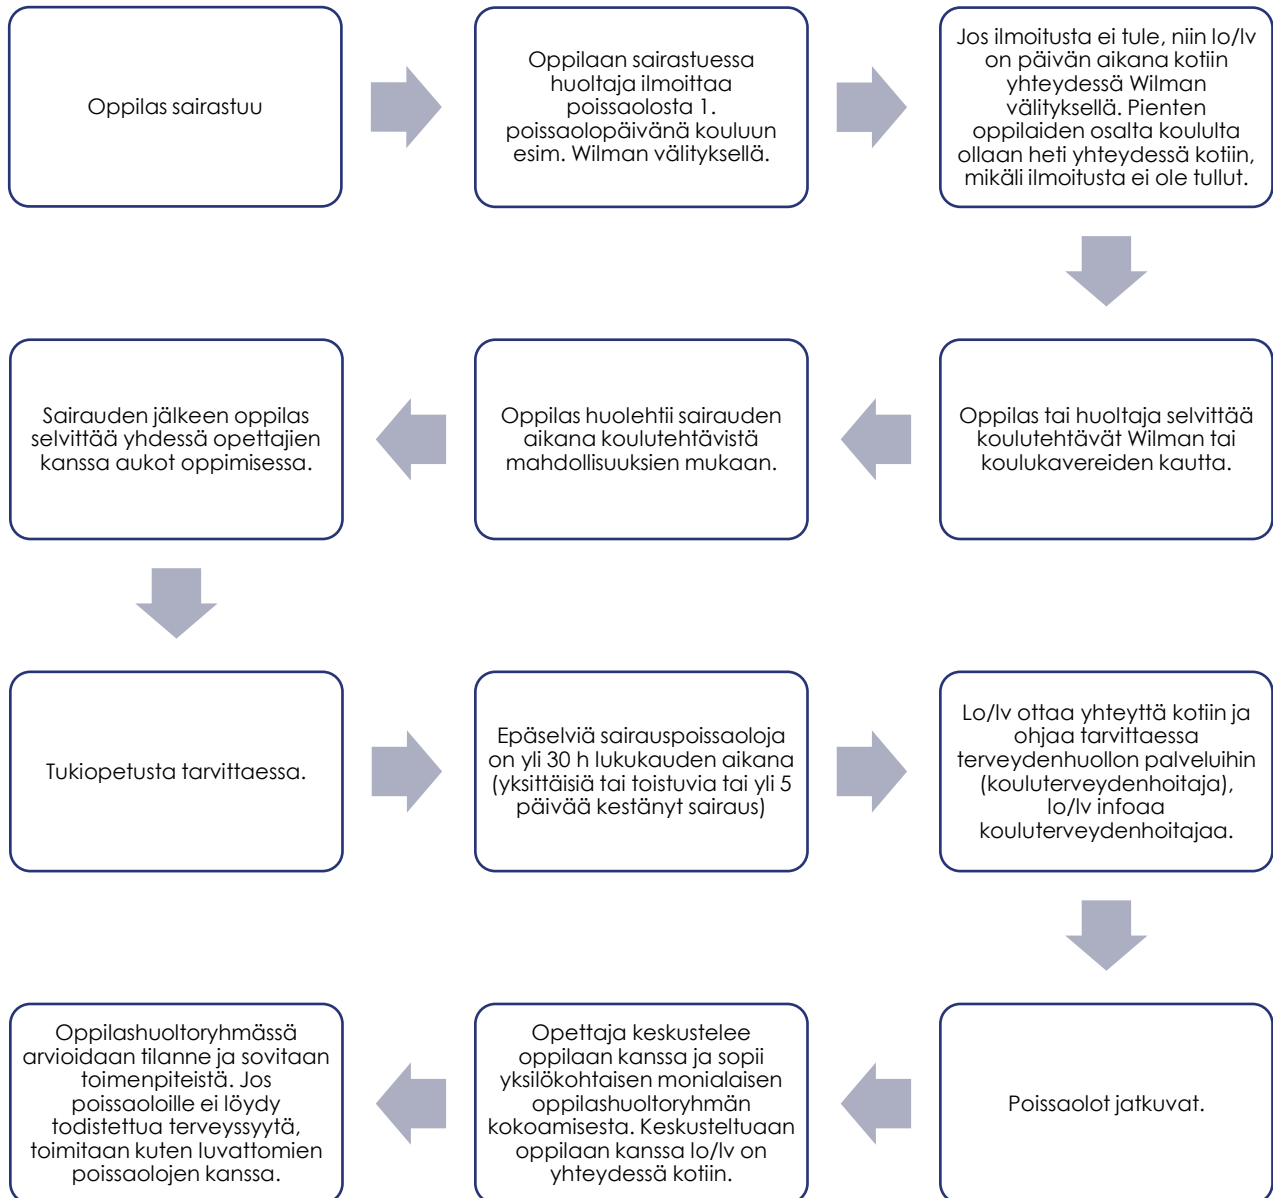 Oppilas sairastuu
Oppilaan sairastuessa
huoltaja ilmoittaa
poissaolosta 1.
poissaolopäivänä kouluun
esim. Wilman välityksellä.
Jos ilmoitusta ei tule, niin lo/lv
on päivän aikana kotiin
yhteydessä Wilman
välityksellä. Pienten
oppilaiden osalta koululta
ollaan heti yhteydessä kotiin,
mikäli ilmoitusta ei ole tullut.
Oppilas tai huoltaja selvittää
koulutehtävät Wilman tai
koulukavereiden kautta.
Oppilas huolehtii sairauden
aikana koulutehtävistä
mahdollisuuksien mukaan.
Sairauden jälkeen oppilas
selvittää yhdessä opettajien
kanssa aukot oppimisessa.
Tukiopetusta tarvittaessa.
Epäselviä sairauspoissaoloja
on yli 30 h lukukauden aikana
(yksittäisiä tai toistuvia tai yli 5
päivää kestänyt sairaus)
Lo/lv ottaa yhteyttä kotiin ja
ohjaa tarvittaessa
terveydenhuollon palveluihin
(kouluterveydenhoitaja),
lo/lv infoaa
kouluterveydenhoitajaa.
Poissaolot jatkuvat.
Opettaja keskustelee
oppilaan kanssa ja sopii
yksilökohtaisen monialaisen
oppilashuoltoryhmän
kokoamisesta. Keskusteltuaan
oppilaan kanssa lo/lv on
yhteydessä kotiin.
Oppilashuoltoryhmässä
arvioidaan tilanne ja sovitaan
toimenpiteistä. Jos
poissaoloille ei löydy
todistettua terveyssyytä,
toimitaan kuten luvattomien
poissaolojen kanssa.